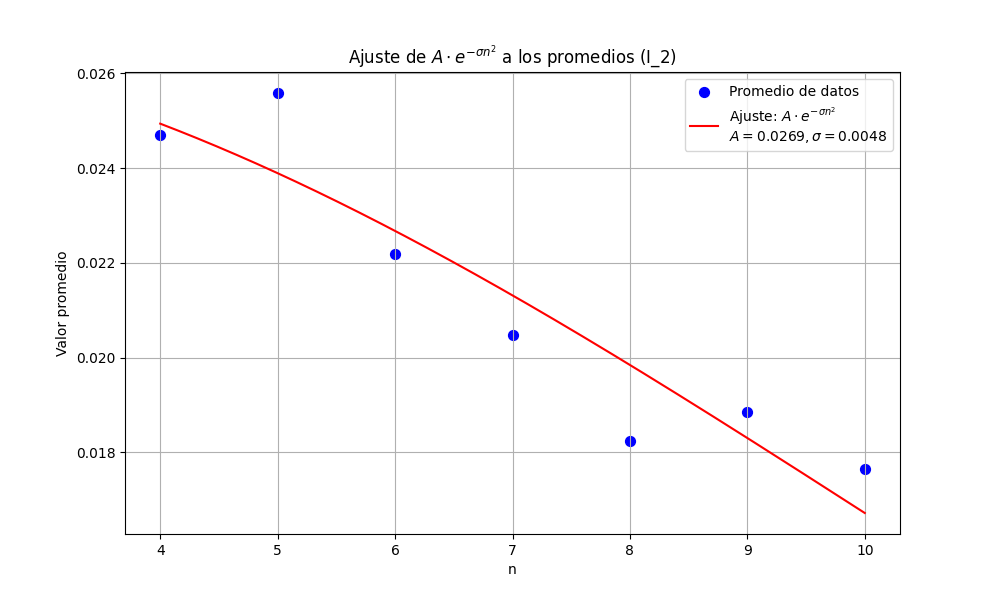 Ajuste de $A \cdot e^{-\sigma n^2}$ a los promedios (I_2)
0.026
0.024
0.022
0.020
0.018
Valor promedio
Promedio de datos
Ajuste: $A \cdot e^{-\sigma n^2}$
$A = 0.0269, \sigma = 0.0048$
4 5 6 7 8 9 10
n